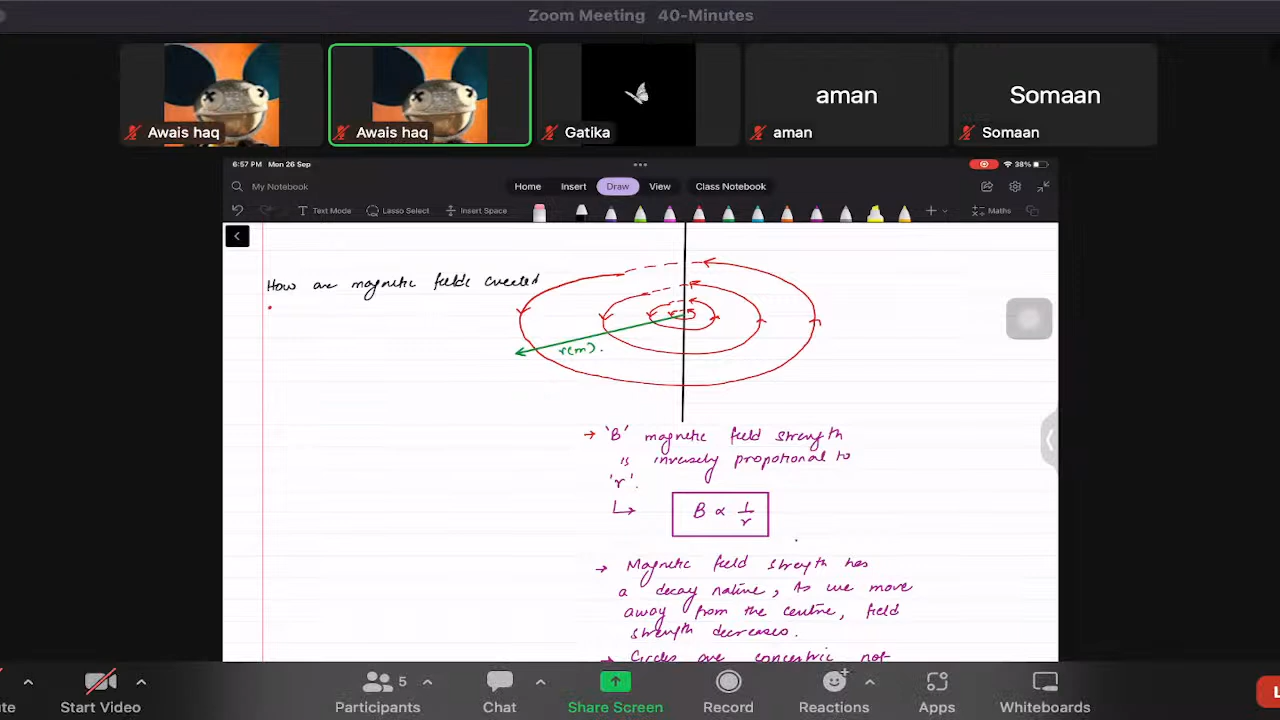 Zoom Meeting 40-Minutes
Awais haq
Awais haq
Gatika
aman
aman
Somaan
Somaan
6:57 PM Mon 26 Sep
38%
My Notebook
Home Insert Draw View Class Notebook
Text Mode Lasso Select Insert Space Maths
How are magnetic fields created
r(m).
→ 'B' magnetic field strength
is inversely propotional to
'r'.
B ∝ 1/r
→ Magnetic field strength has
a decay native, As we move
away from the centre, field
strength decreases.
→ Circles are concentric not
ute Start Video Participants 5 Chat Share Screen Record Reactions Apps Whiteboards L